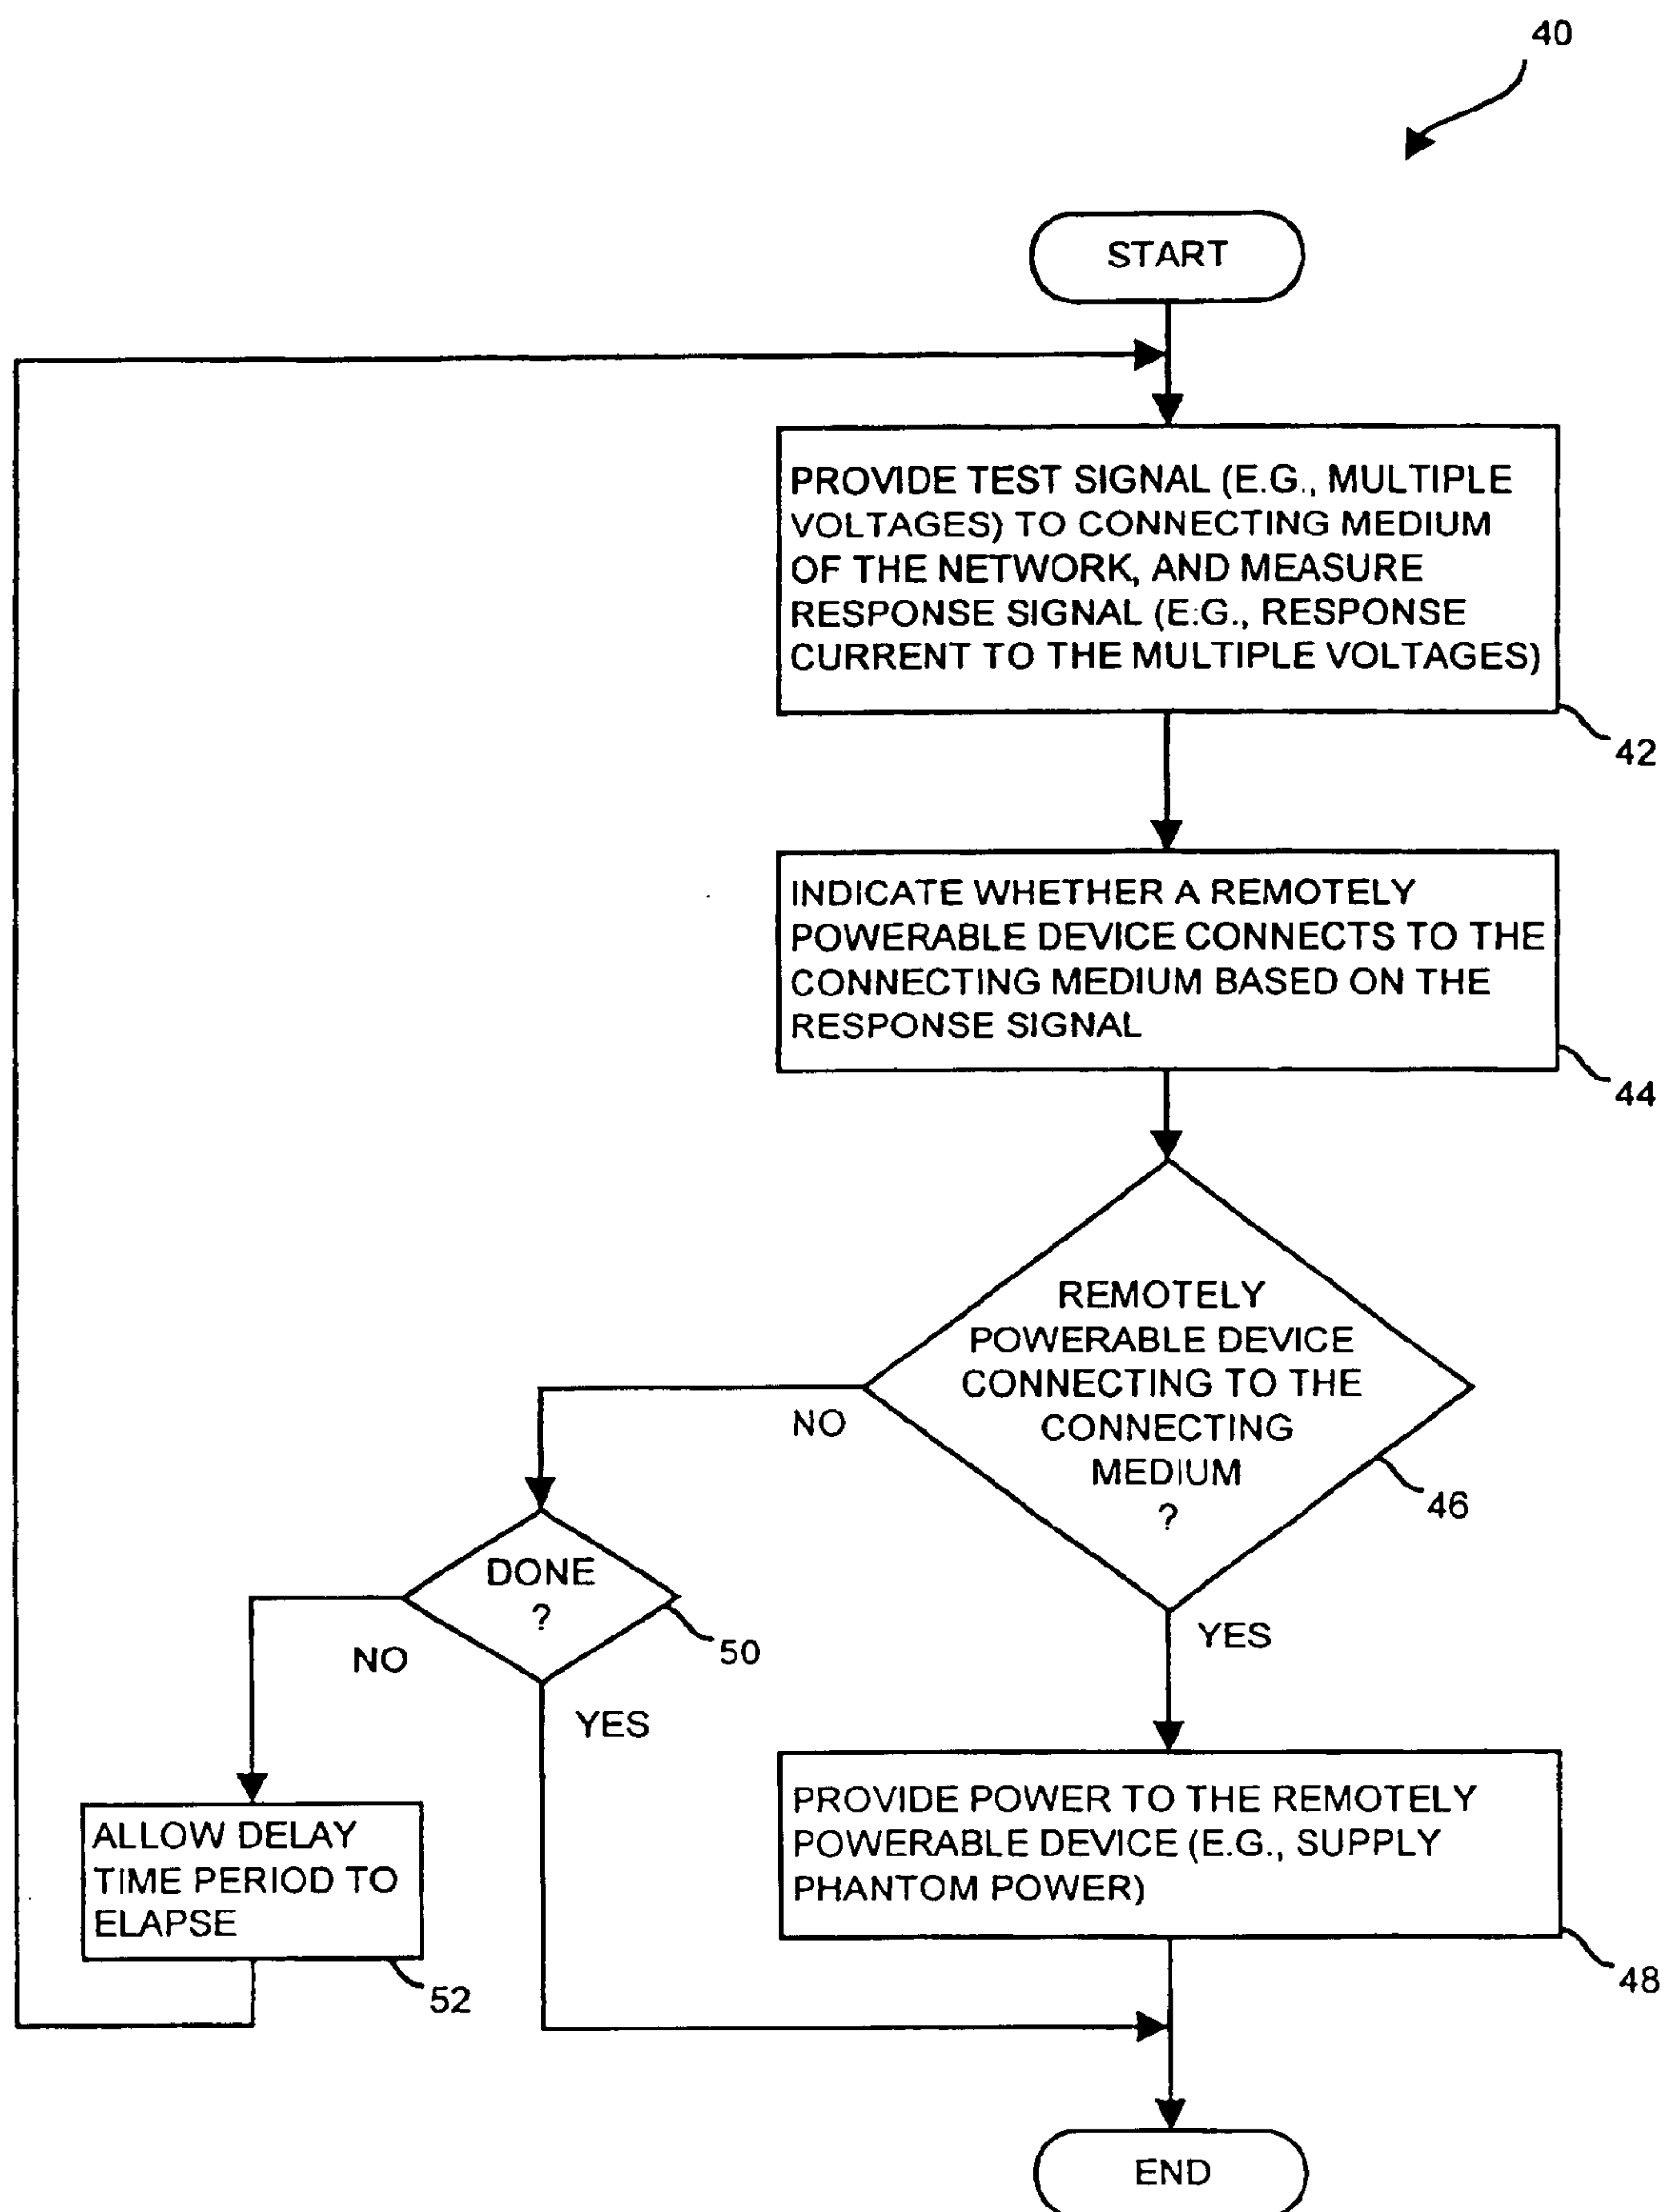 40
START
PROVIDE TEST SIGNAL (E.G., MULTIPLE
VOLTAGES) TO CONNECTING MEDIUM
OF THE NETWORK, AND MEASURE
RESPONSE SIGNAL (E.G., RESPONSE
CURRENT TO THE MULTIPLE VOLTAGES)
42
INDICATE WHETHER A REMOTELY
POWERABLE DEVICE CONNECTS TO THE
CONNECTING MEDIUM BASED ON THE
RESPONSE SIGNAL
44
REMOTELY
POWERABLE DEVICE
CONNECTING TO THE
CONNECTING
MEDIUM
?
46
NO
DONE
?
50
NO
YES
YES
ALLOW DELAY
TIME PERIOD TO
ELAPSE
52
PROVIDE POWER TO THE REMOTELY
POWERABLE DEVICE (E.G., SUPPLY
PHANTOM POWER)
48
END